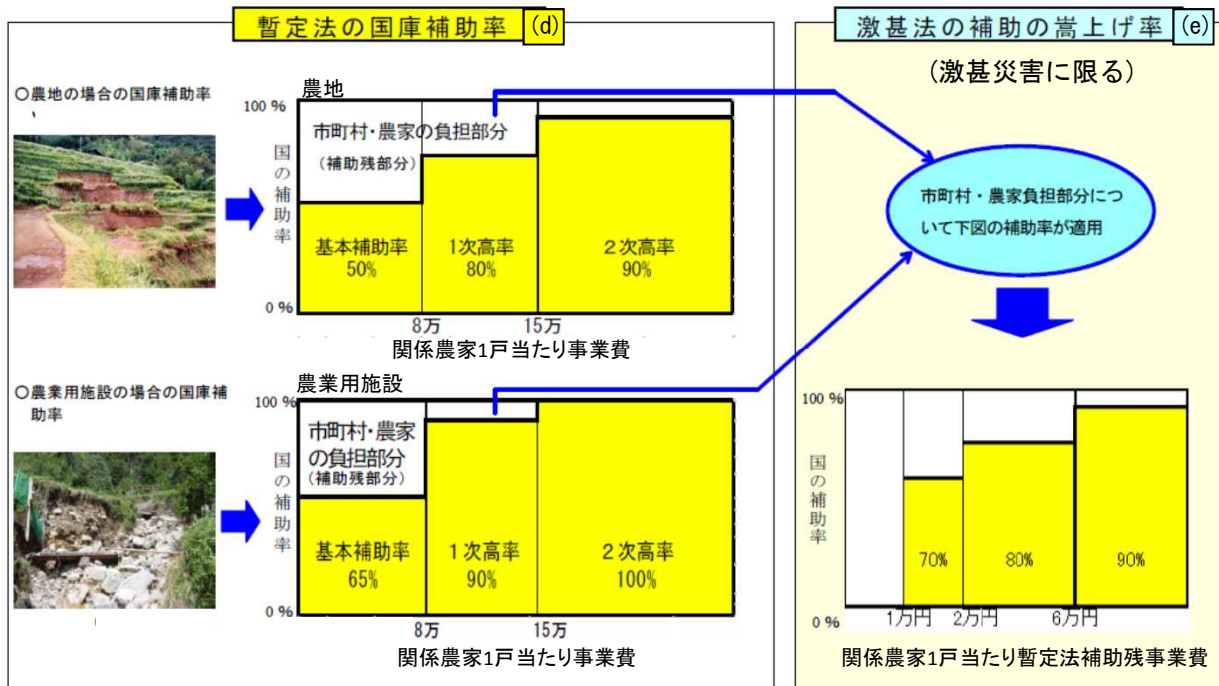 暫定法の国庫補助率 (d)
○農地の場合の国庫補助率
農地
100 %
国の補助率
0 %
市町村・農家の負担部分
（補助残部分）
基本補助率
50%
1次高率
80%
２次高率
90%
8万
15万
関係農家1戸当たり事業費
○農業用施設の場合の国庫補
助率
農業用施設
100 %
国の補助率
0 %
市町村・農家
の負担部分
（補助残部分）
基本補助率
65%
１次高率
90%
２次高率
100%
8万
15万
関係農家1戸当たり事業費
激甚法の補助の嵩上げ率 (e)
(激甚災害に限る)
市町村・農家負担部分につ
いて下図の補助率が適用
100 %
国の補助率
0 %
70%
80%
90%
1万円
2万円
6万円
関係農家1戸当たり暫定法補助残事業費